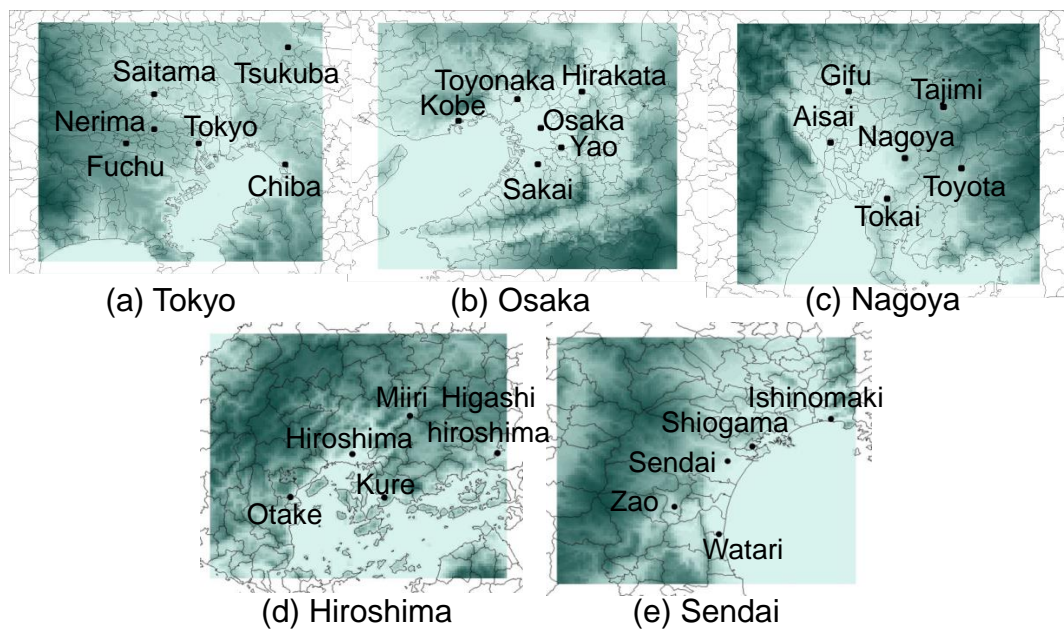 Saitama
Tsukuba
Nerima
Tokyo
Fuchu
Chiba
(a) Tokyo
Toyonaka
Hirakata
Kobe
Osaka
Yao
Sakai
(b) Osaka
Gifu
Tajimi
Aisai
Nagoya
Toyota
Tokai
(c) Nagoya
Miiri
Higashi
hiroshima
Hiroshima
Kure
Otake
(d) Hiroshima
Ishinomaki
Shiogama
Sendai
Zao
Watari
(e) Sendai